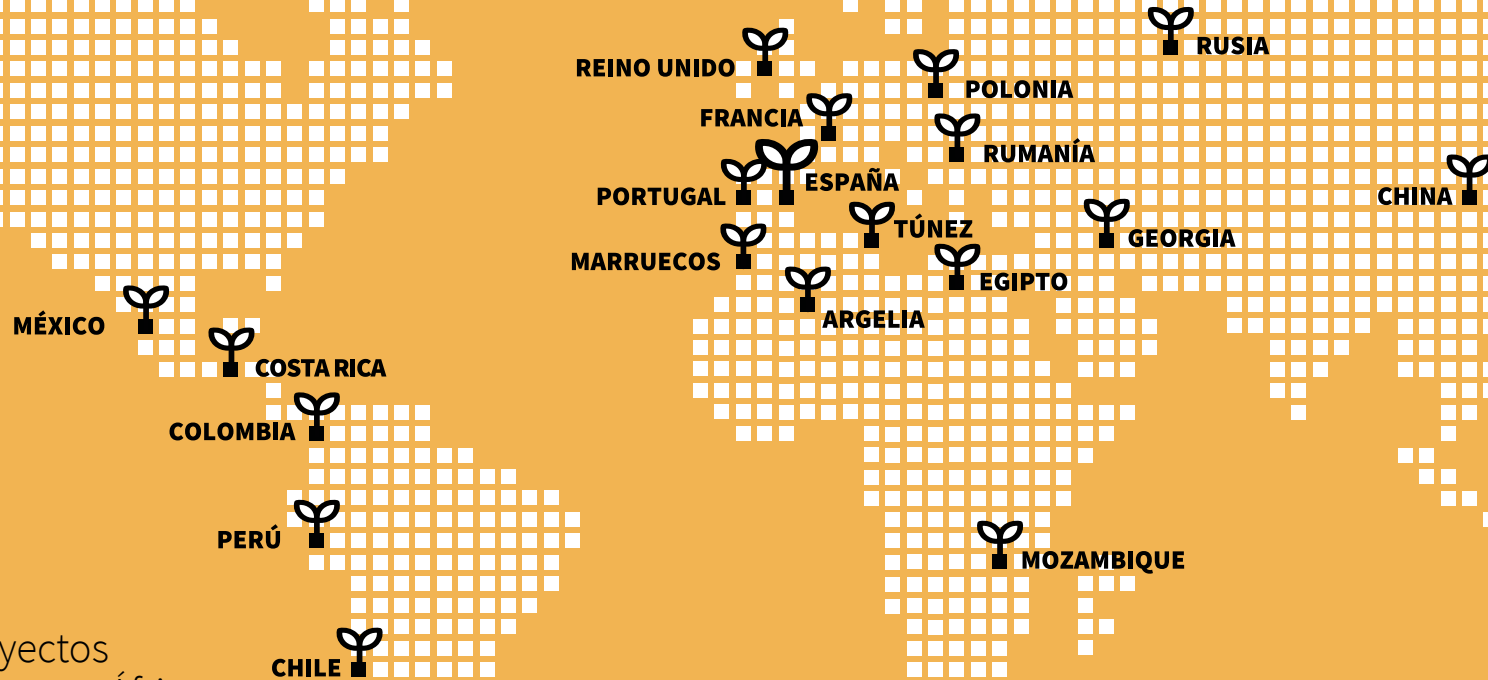 RUSIA
REINO UNIDO
POLONIA
FRANCIA
RUMANÍA
ESPAÑA
PORTUGAL
CHINA
TÚNEZ
GEORGIA
MARRUECOS
EGIPTO
ARGELIA
MÉXICO
COSTA RICA
COLOMBIA
PERÚ
MOZAMBIQUE
yectos
CHILE